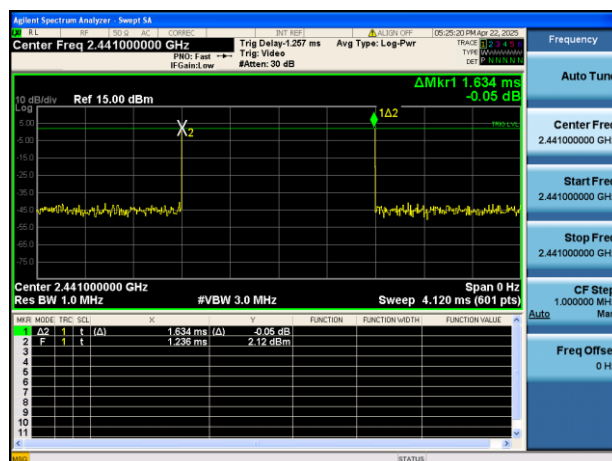 Agilent Spectrum Analyzer - Swept SA
RL RF 50 Ω AC CORREC INT REF ALIGN OFF 05:25:20 PM Apr 22, 2025
Center Freq 2.441000000 GHz
PNO: Fast
IFGain:Low
Trig Delay-1.257 ms
Trig: Video
#Atten: 30 dB
Avg Type: Log-Pwr
TRACE 1 2 3 4 5 6
TYPE W
DET P N N N N N
Frequency
ΔMkr1 1.634 ms
-0.05 dB
10 dB/div Ref 15.00 dBm
Log
5.00
-5.00
-15.0
-25.0
-35.0
-45.0
-55.0
-65.0
-75.0
X2
1Δ2
TRIG LVL
Auto Tune
Center Freq
2.441000000 GHz
Start Freq
2.441000000 GHz
Stop Freq
2.441000000 GHz
CF Step
1.000000 MHz
Auto Man
Freq Offset
0 Hz
Center 2.441000000 GHz Span 0 Hz
Res BW 1.0 MHz #VBW 3.0 MHz Sweep 4.120 ms (601 pts)
MKR MODE TRC SCL X Y FUNCTION FUNCTION WIDTH FUNCTION VALUE
1 Δ2 1 t (Δ) 1.634 ms (Δ) -0.05 dB
2 F 1 t 1.236 ms 2.12 dBm
3
4
5
6
7
8
9
10
11
MSG STATUS